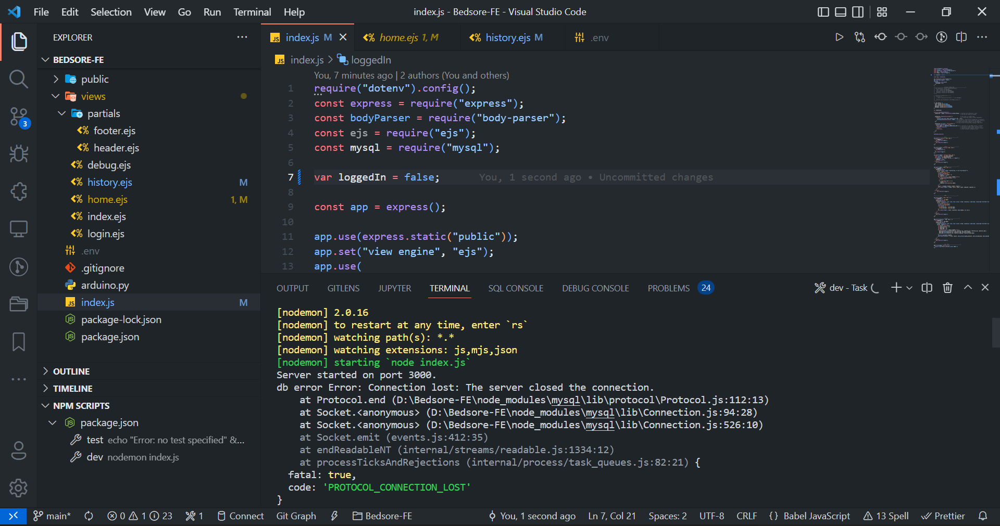 File Edit Selection View Go Run Terminal Help
index.js - Bedsore-FE - Visual Studio Code
EXPLORER
BEDSORE-FE
public
views
partials
footer.ejs
header.ejs
debug.ejs
history.ejs M
home.ejs 1, M
index.ejs
login.ejs
.env
.gitignore
arduino.py
JS index.js M
package-lock.json
package.json
OUTLINE
TIMELINE
NPM SCRIPTS
package.json
test echo "Error: no test specified" &...
dev nodemon index.js
3
JS index.js M
home.ejs 1, M
history.ejs M
.env
JS index.js > loggedIn
You, 7 minutes ago | 2 authors (You and others)
1 require("dotenv").config();
2 const express = require("express");
3 const bodyParser = require("body-parser");
4 const ejs = require("ejs");
5 const mysql = require("mysql");
6
7 var loggedIn = false; You, 1 second ago • Uncommitted changes
8
9 const app = express();
10
11 app.use(express.static("public"));
12 app.set("view engine", "ejs");
13 app.use(
OUTPUT GITLENS JUPYTER TERMINAL SQL CONSOLE DEBUG CONSOLE PROBLEMS 24
dev - Task
[nodemon] 2.0.16
[nodemon] to restart at any time, enter `rs`
[nodemon] watching path(s): *.*
[nodemon] watching extensions: js,mjs,json
[nodemon] starting `node index.js`
Server started on port 3000.
db error Error: Connection lost: The server closed the connection.
at Protocol.end (D:\Bedsore-FE\node_modules\mysql\lib\protocol\Protocol.js:112:13)
at Socket.<anonymous> (D:\Bedsore-FE\node_modules\mysql\lib\Connection.js:94:28)
at Socket.<anonymous> (D:\Bedsore-FE\node_modules\mysql\lib\Connection.js:526:10)
at Socket.emit (events.js:412:35)
at endReadableNT (internal/streams/readable.js:1334:12)
at processTicksAndRejections (internal/process/task_queues.js:82:21) {
fatal: true,
code: 'PROTOCOL_CONNECTION_LOST'
}
main* 0 1 23 1 Connect Git Graph Bedsore-FE You, 1 second ago Ln 7, Col 21 Spaces: 2 UTF-8 CRLF {} Babel JavaScript 13 Spell Prettier